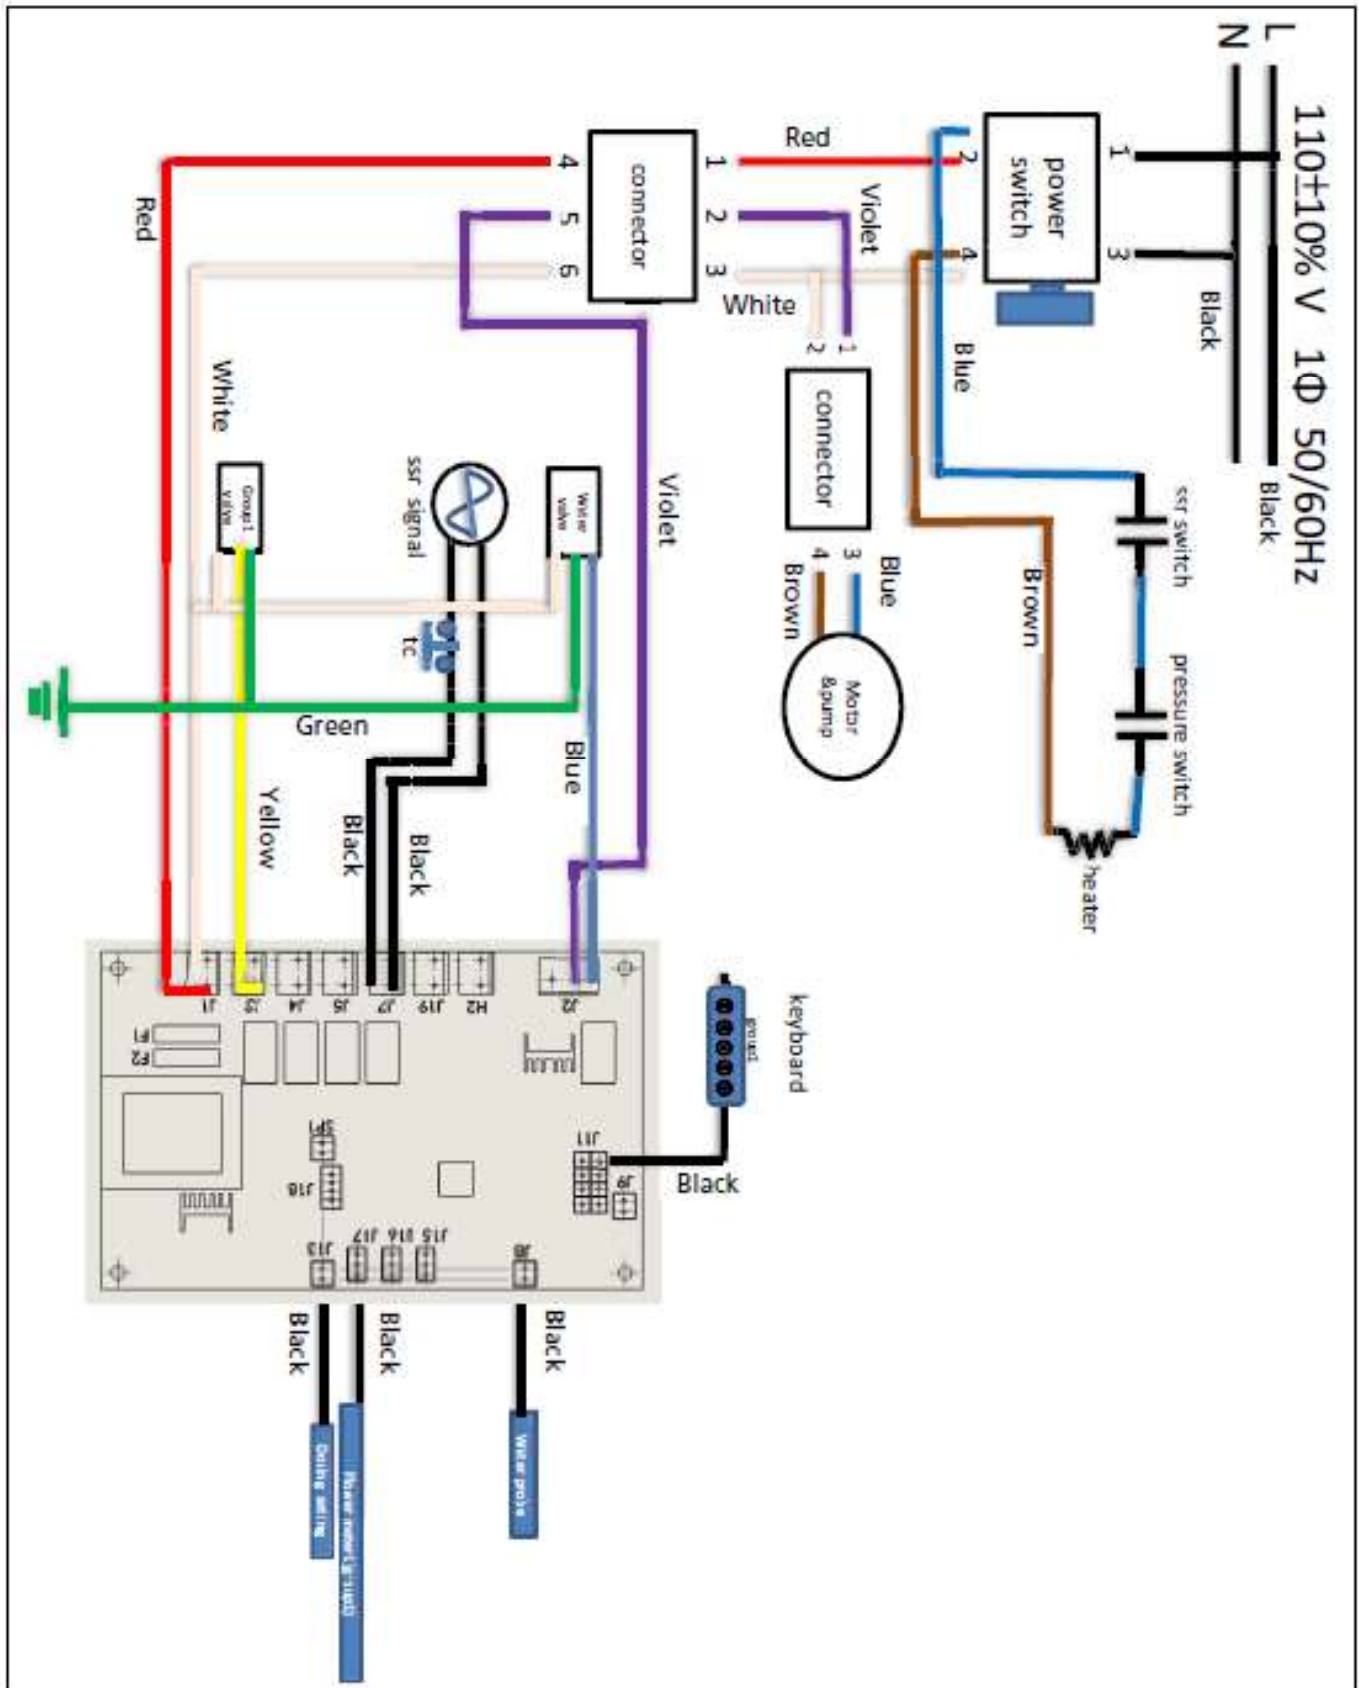 L
N
110±10% V 1Φ 50/60Hz
Black
Black
1
3
power
switch
2
4
Red
Violet
White
Blue
1
2
3
connector
4
5
6
Red
White
Violet
1
2
connector
3
4
Blue
Brown
Motor
&pump
Brown
ssr switch
pressure switch
heater
Group1
valve
ssr signal
Water
valve
tc
Green
Yellow
Black
Black
Blue
J1
J3
J4
J5
J7
J19
H2
J2
F1
F2
SP1
J18
J11
J9
J13
J17
J16
J15
J8
keyboard
group1
Black
Black
Black
Black
Water probe